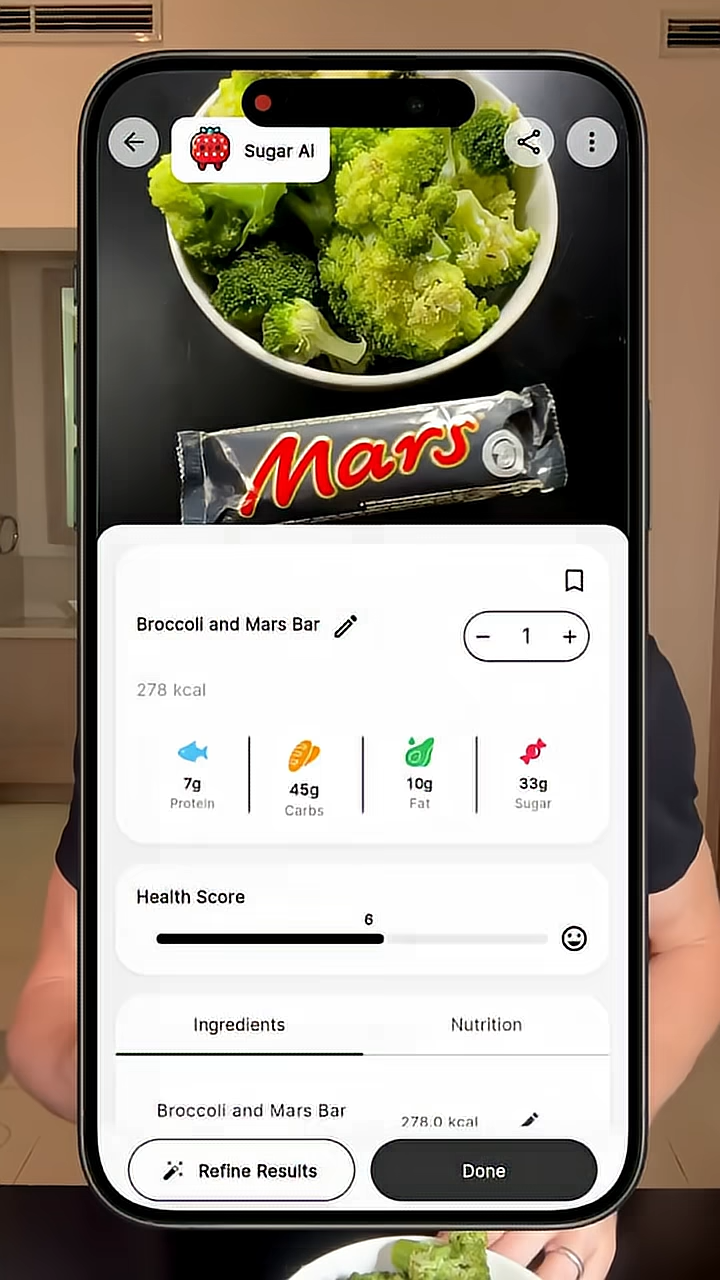 Sugar AI
Mars
Broccoli and Mars Bar
1
278 kcal
7g
Protein
45g
Carbs
10g
Fat
33g
Sugar
Health Score
6
Ingredients
Nutrition
Broccoli and Mars Bar
278.0 kcal
Refine Results
Done